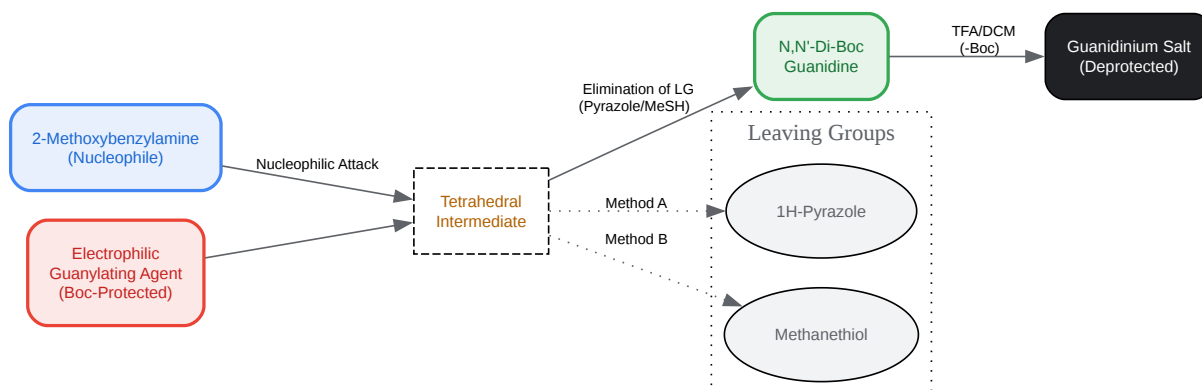 2-Methoxybenzylamine
(Nucleophile)
Electrophilic
Guanylating Agent
(Boc-Protected)
Nucleophilic Attack
Tetrahedral
Intermediate
Elimination of LG
(Pyrazole/MeSH)
Method A
Method B
N,N'-Di-Boc
Guanidine
Leaving Groups
1H-Pyrazole
Methanethiol
TFA/DCM
(-Boc)
Guanidinium Salt
(Deprotected)